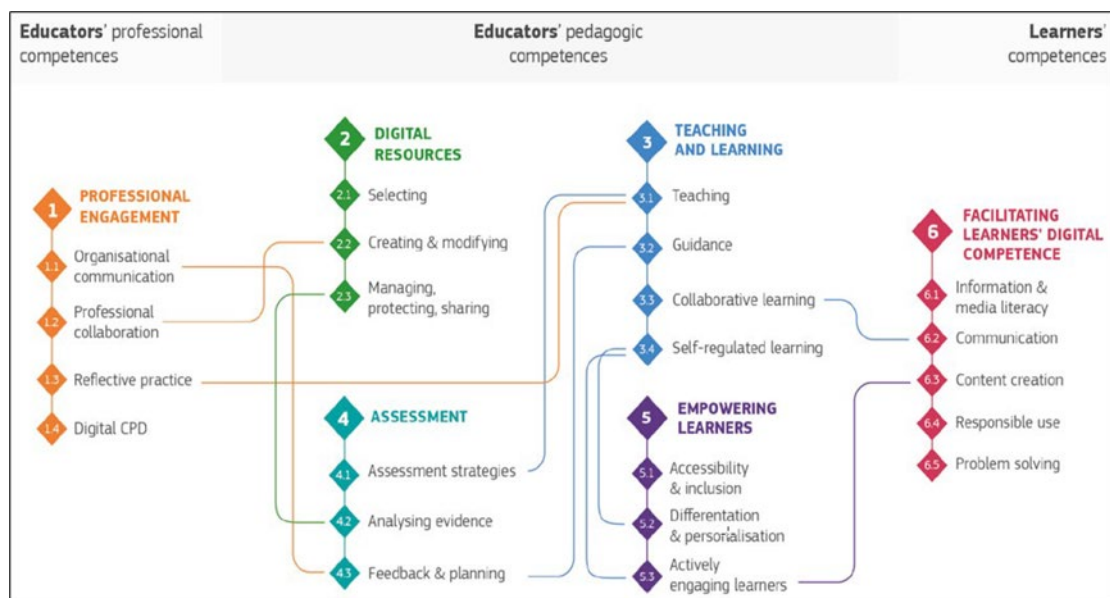 Educators' professional
competences
Educators' pedagogic
competences
Learners'
competences
1
PROFESSIONAL
ENGAGEMENT
1.1
Organisational
communication
1.2
Professional
collaboration
1.3
Reflective practice
1.4
Digital CPD
2
DIGITAL
RESOURCES
2.1
Selecting
2.2
Creating & modifying
2.3
Managing,
protecting, sharing
3
TEACHING
AND LEARNING
3.1
Teaching
3.2
Guidance
3.3
Collaborative learning
3.4
Self-regulated learning
4
ASSESSMENT
4.1
Assessment strategies
4.2
Analysing evidence
4.3
Feedback & planning
5
EMPOWERING
LEARNERS
5.1
Accessibility
& inclusion
5.2
Differentation
& personalisation
5.3
Actively
engaging learners
6
FACILITATING
LEARNERS' DIGITAL
COMPETENCE
6.1
Information &
media literacy
6.2
Communication
6.3
Content creation
6.4
Responsible use
6.5
Problem solving